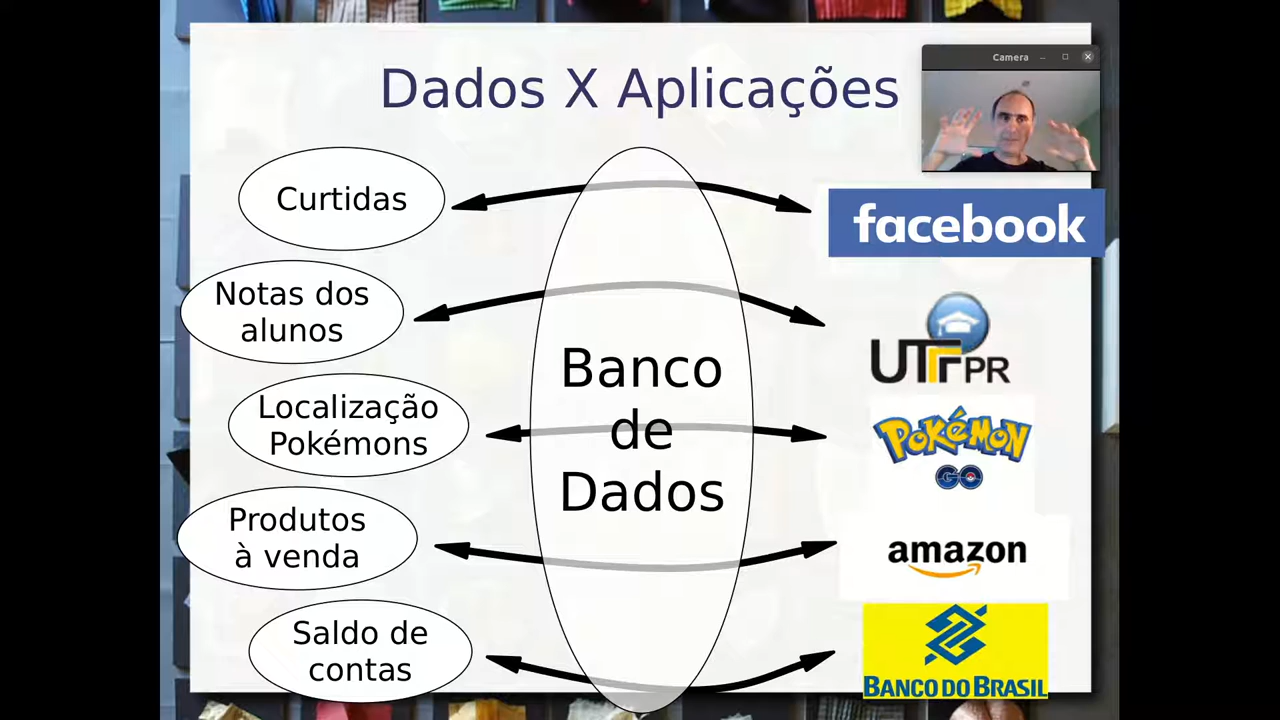 Dados X Aplicações
Camera
Curtidas
facebook
Notas dos
alunos
UTFPR
Banco
de
Dados
Localização
Pokémons
POKÉMON
GO
Produtos
à venda
amazon
Saldo de
contas
BANCO DO BRASIL